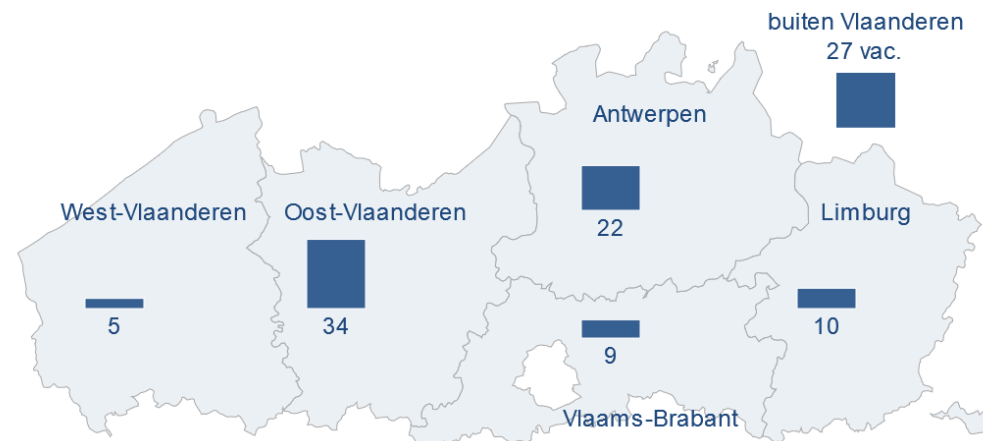 buiten Vlaanderen
27 vac.
Antwerpen
22
West-Vlaanderen
5
Oost-Vlaanderen
34
Limburg
10
9
Vlaams-Brabant